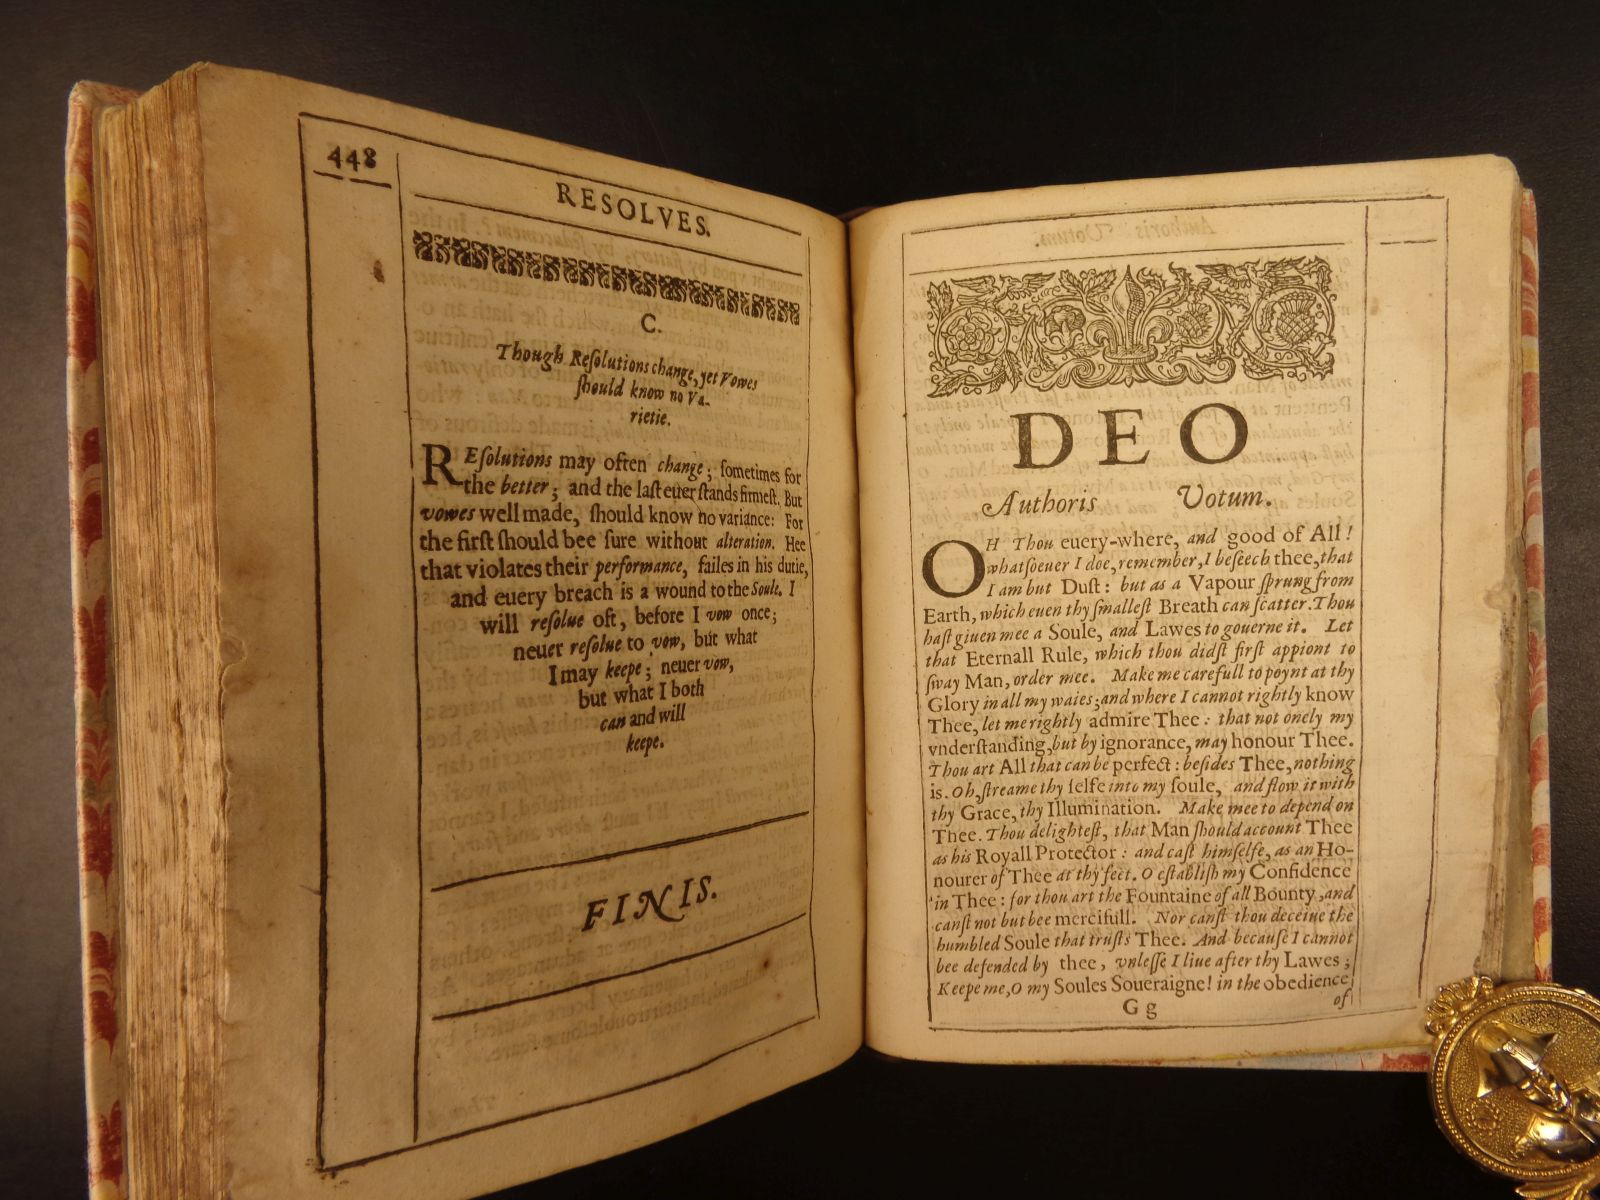 448
RESOLVES.
C.
Though Reſolutions change, yet Vowes
ſhould know no Va-
rietie.
REſolutions may often change; ſometimes for
the better; and the laſt euer ſtands firmeſt. But
vowes well made, ſhould know no variance: For
the firſt ſhould bee ſure without alteration. Hee
that violates their performance, failes in his dutie,
and euery breach is a wound to the Soule. I
will reſolue oft, before I vow once;
neuer reſolue to vow, but what
I may keepe; neuer vow,
but what I both
can and will
keepe.
FINIS.
DEO
Authoris Votum.
OH Thou euery-where, and good of All!
whatſoeuer I doe, remember, I beſeech thee, that
I am but Duſt: but as a Vapour ſprung from
Earth, which euen thy ſmalleſt Breath can ſcatter. Thou
haſt giuen mee a Soule, and Lawes to gouerne it. Let
that Eternall Rule, which thou didſt firſt appiont to
ſway Man, order mee. Make me carefull to poynt at thy
Glory in all my waies; and where I cannot rightly know
Thee, let me rightly admire Thee: that not onely my
vnderſtanding, but by ignorance, may honour Thee.
Thou art All that can be perfect: beſides Thee, nothing
is. Oh, ſtreame thy ſelfe into my ſoule, and flow it with
thy Grace, thy Illumination. Make mee to depend on
Thee. Thou delighteſt, that Man ſhould account Thee
as his Royall Protector: and caſt himſelfe, as an Ho-
nourer of Thee at thy feet. O eſtabliſh my Confidence
in Thee: for thou art the Fountaine of all Bounty, and
canſt not but bee mercifull. Nor canſt thou deceiue the
humbled Soule that truſts Thee. And becauſe I cannot
bee defended by thee, vnleſſe I liue after thy Lawes;
Keepe me, O my Soules Soueraigne! in the obedience
Gg of